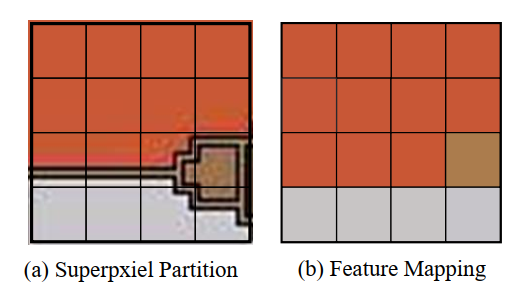 (a) Superpxiel Partition
(b) Feature Mapping